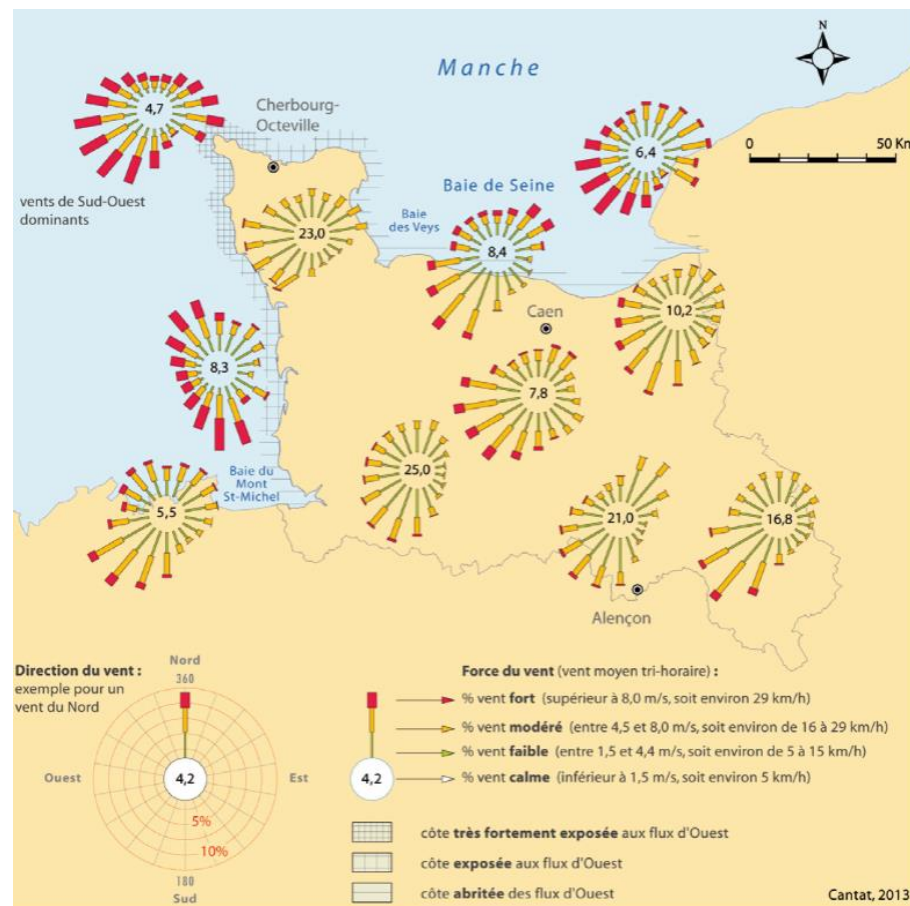 Manche
N
4,7
Cherbourg-
Octeville
6,4
0 50 Km
vents de Sud-Ouest
dominants
Baie de Seine
Baie
des Veys
23,0
8,4
Caen
10,2
8,3
7,8
25,0
Baie du
Mont
St-Michel
5,5
21,0
16,8
Alençon
Direction du vent :
exemple pour un
vent du Nord
Nord
360
Ouest
4,2
Est
5%
10%
180
Sud
Force du vent (vent moyen tri-horaire) :
% vent fort (supérieur à 8,0 m/s, soit environ 29 km/h)
% vent modéré (entre 4,5 et 8,0 m/s, soit environ de 16 à 29 km/h)
% vent faible (entre 1,5 et 4,4 m/s, soit environ de 5 à 15 km/h)
4,2
% vent calme (inférieur à 1,5 m/s, soit environ 5 km/h)
côte très fortement exposée aux flux d'Ouest
côte exposée aux flux d'Ouest
côte abritée des flux d'Ouest
Cantat, 2013